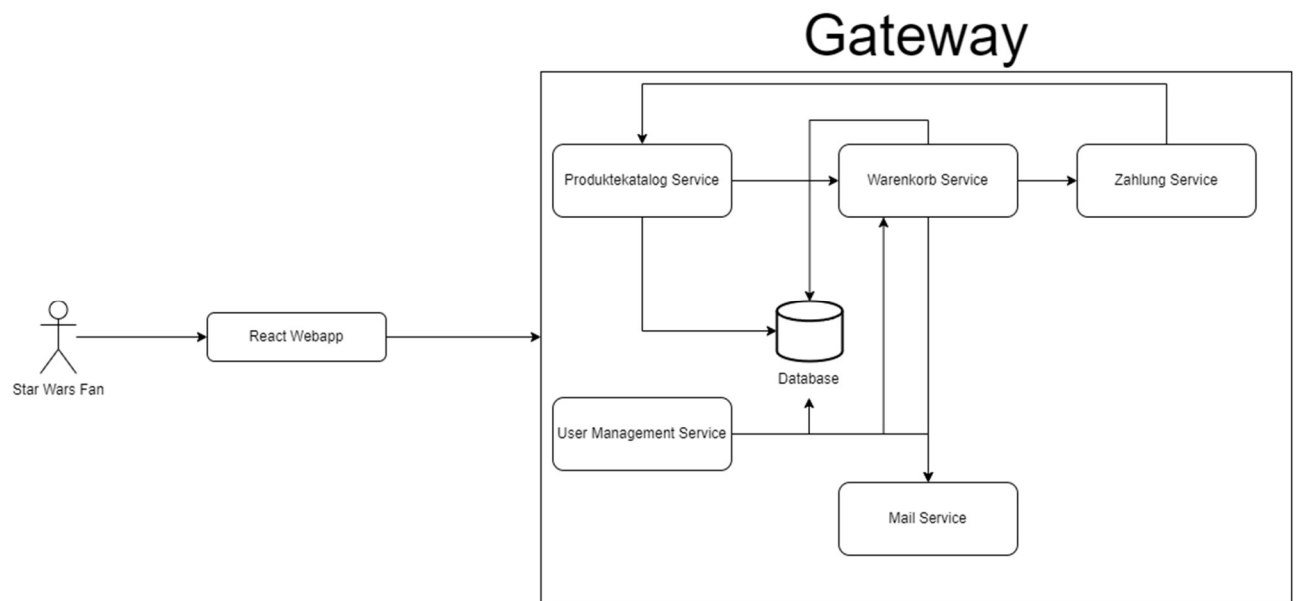 Gateway
Produktekatalog Service
Warenkorb Service
Zahlung Service
React Webapp
Star Wars Fan
Database
User Management Service
Mail Service